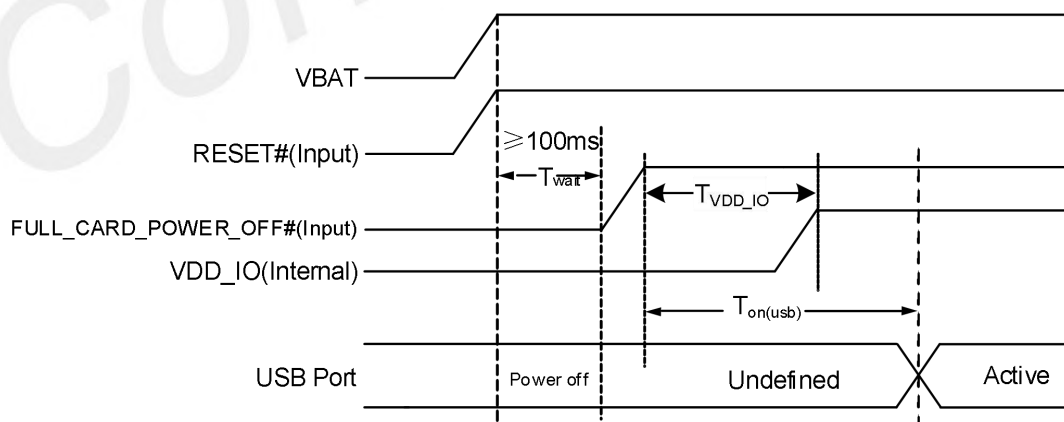 VBAT
RESET#(Input)
≥100ms
Twait
TVDD_IO
FULL_CARD_POWER_OFF#(Input)
VDD_IO(Internal)
Ton(usb)
USB Port
Power off
Undefined
Active